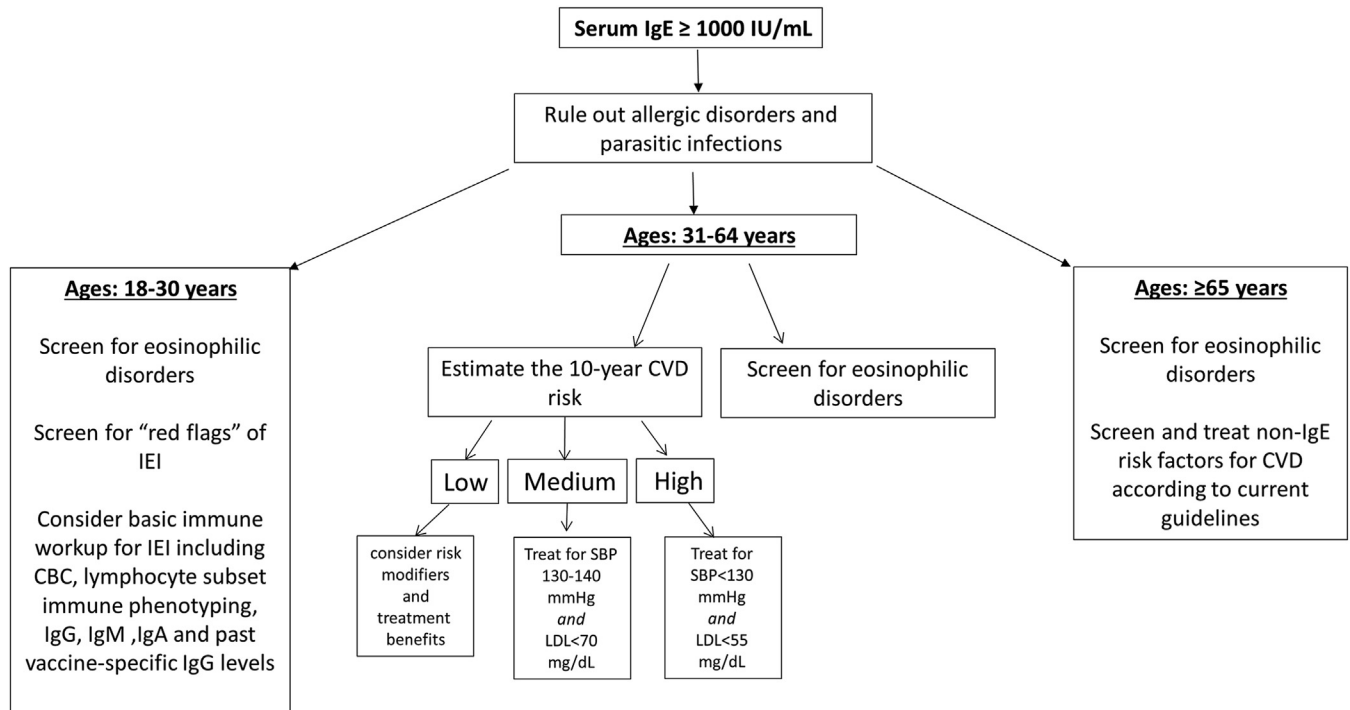 Serum IgE ≥ 1000 IU/mL
Rule out allergic disorders and
parasitic infections
Ages: 18-30 years
Screen for eosinophilic
disorders
Screen for “red flags” of
IEI
Consider basic immune
workup for IEI including
CBC, lymphocyte subset
immune phenotyping,
IgG, IgM ,IgA and past
vaccine-specific IgG levels
Ages: 31-64 years
Estimate the 10-year CVD
risk
Low
consider risk
modifiers
and
treatment
benefits
Medium
Treat for SBP
130-140
mmHg
and
LDL<70
mg/dL
High
Treat for
SBP<130
mmHg
and
LDL<55
mg/dL
Screen for eosinophilic
disorders
Ages: ≥65 years
Screen for eosinophilic
disorders
Screen and treat non-IgE
risk factors for CVD
according to current
guidelines